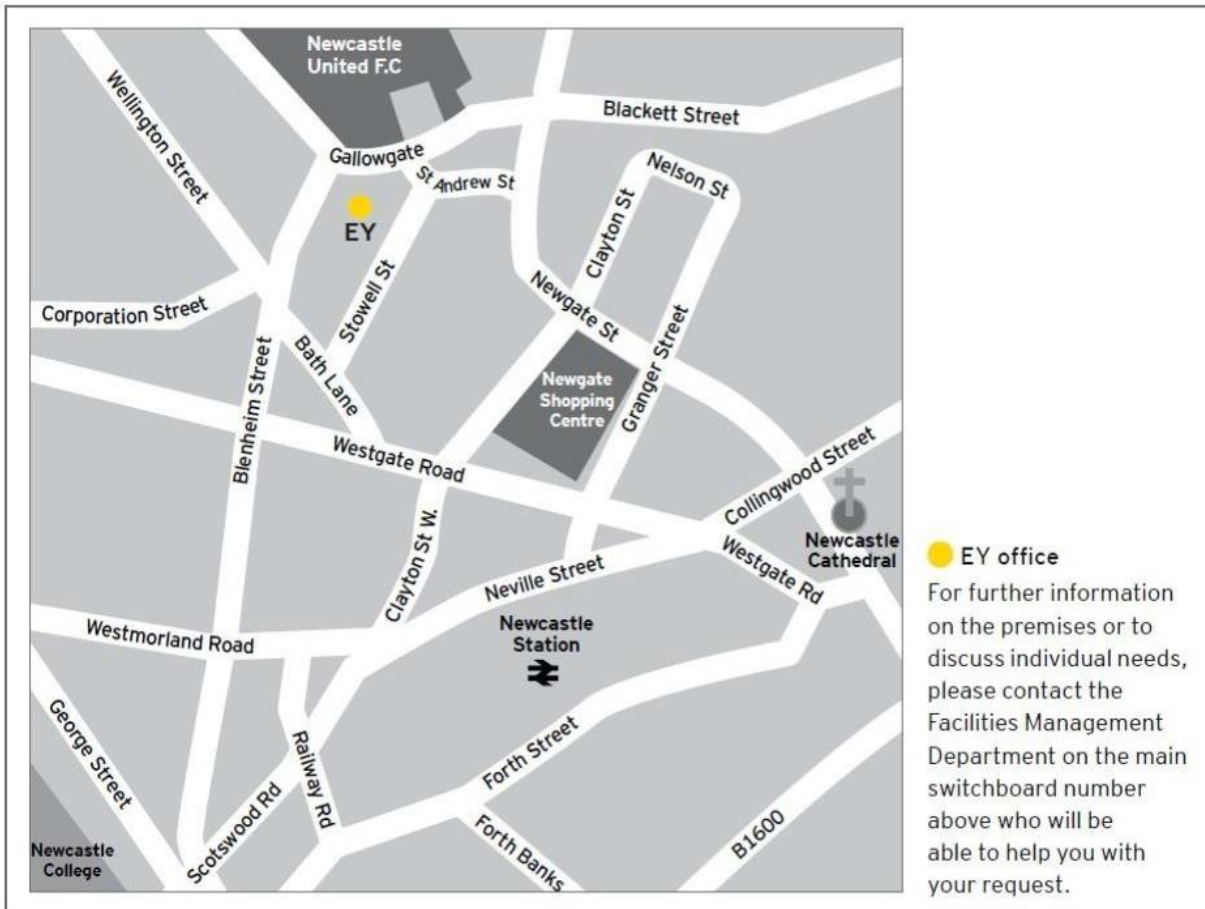 Newcastle
United F.C
Wellington Street
Blackett Street
Gallowgate
St Andrew St
Nelson St
EY
Clayton St
Stowell St
Newgate St
Corporation Street
Bath Lane
Blenheim Street
Granger Street
Newgate
Shopping
Centre
Westgate Road
Collingwood Street
Clayton St W.
Newcastle
Cathedral
Westgate Rd
Neville Street
Newcastle
Station
Westmorland Road
George Street
Railway Rd
Forth Street
Scotswood Rd
Forth Banks
B1600
Newcastle
College
EY office
For further information
on the premises or to
discuss individual needs,
please contact the
Facilities Management
Department on the main
switchboard number
above who will be
able to help you with
your request.